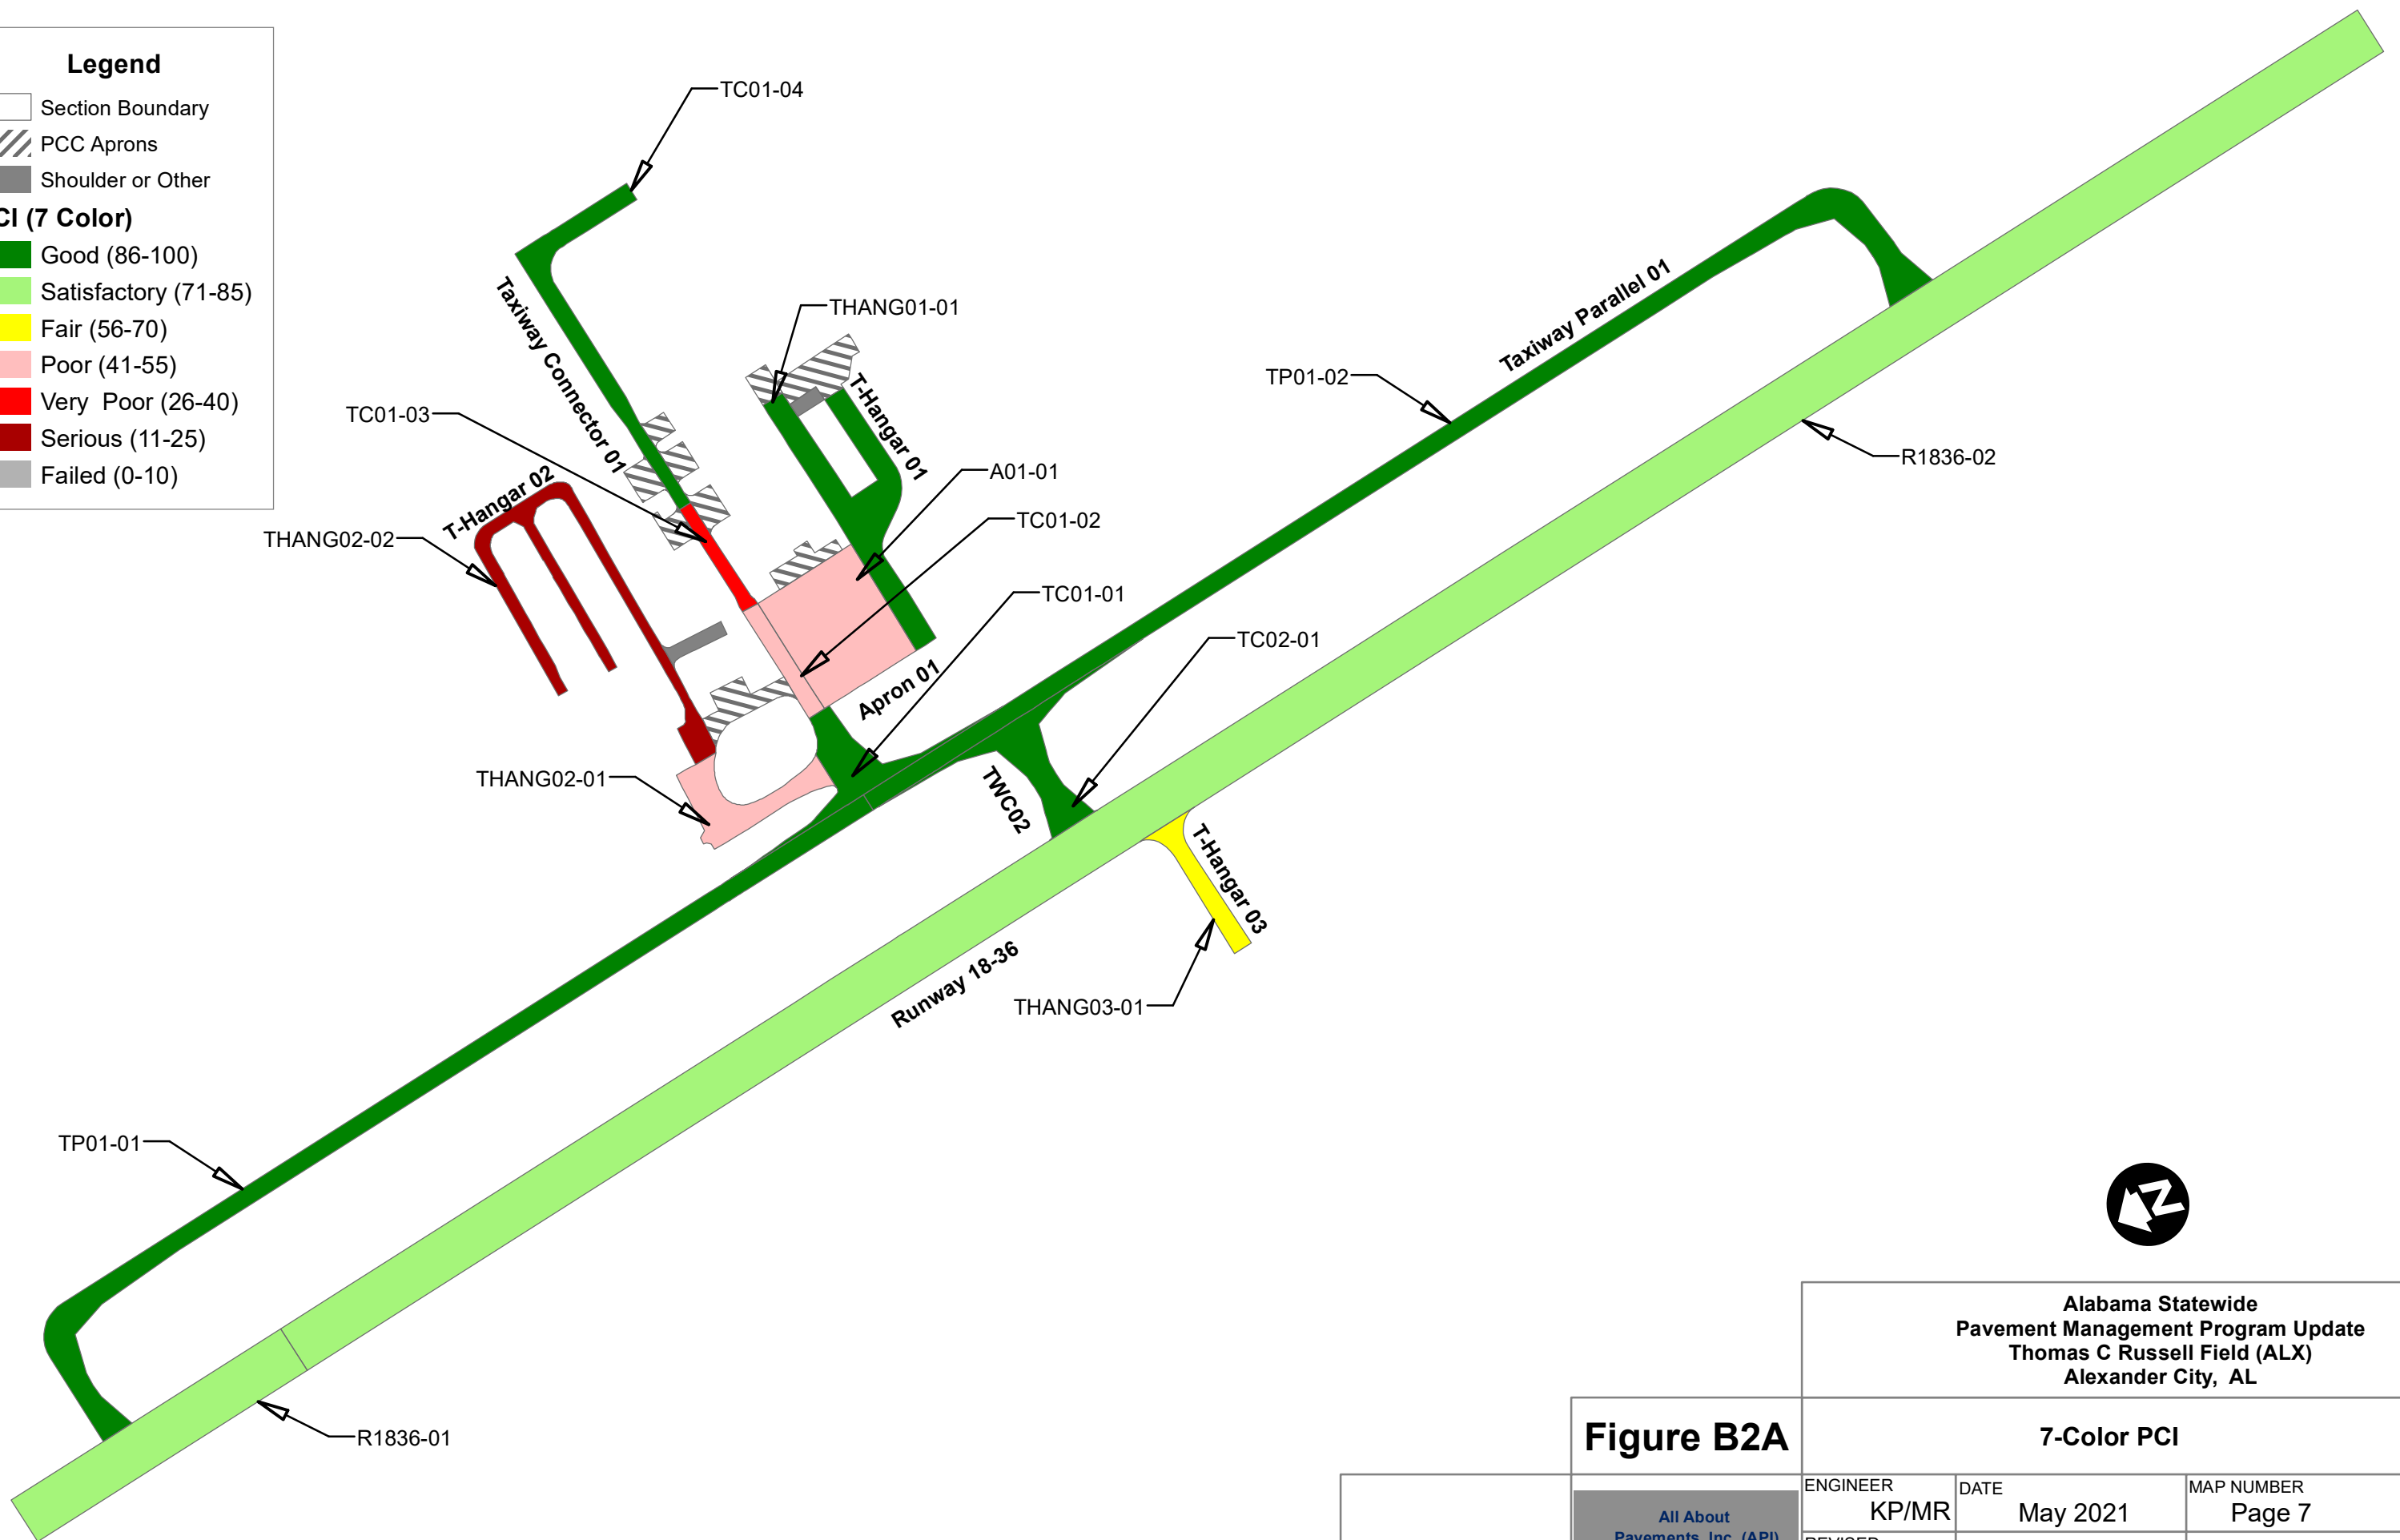 Legend
Section Boundary
PCC Aprons
Shoulder or Other
CI (7 Color)
Good (86-100)
Satisfactory (71-85)
Fair (56-70)
Poor (41-55)
Very  Poor (26-40)
Serious (11-25)
Failed (0-10)
TC01-04
THANG01-01
Taxiway Connector 01
TC01-03
T-Hangar 01
A01-01
TC01-02
T-Hangar 02
THANG02-02
TC01-01
TC02-01
Apron 01
THANG02-01
TWC02
Taxiway Parallel 01
TP01-02
R1836-02
T-Hangar 03
THANG03-01
Runway 18-36
TP01-01
R1836-01
N
Alabama Statewide
Pavement Management Program Update
Thomas C Russell Field (ALX)
Alexander City,  AL
Figure B2A
7-Color PCI
ENGINEER
KP/MR
DATE
May 2021
MAP NUMBER
Page 7
All About
Pavements, Inc. (API)
REVISED